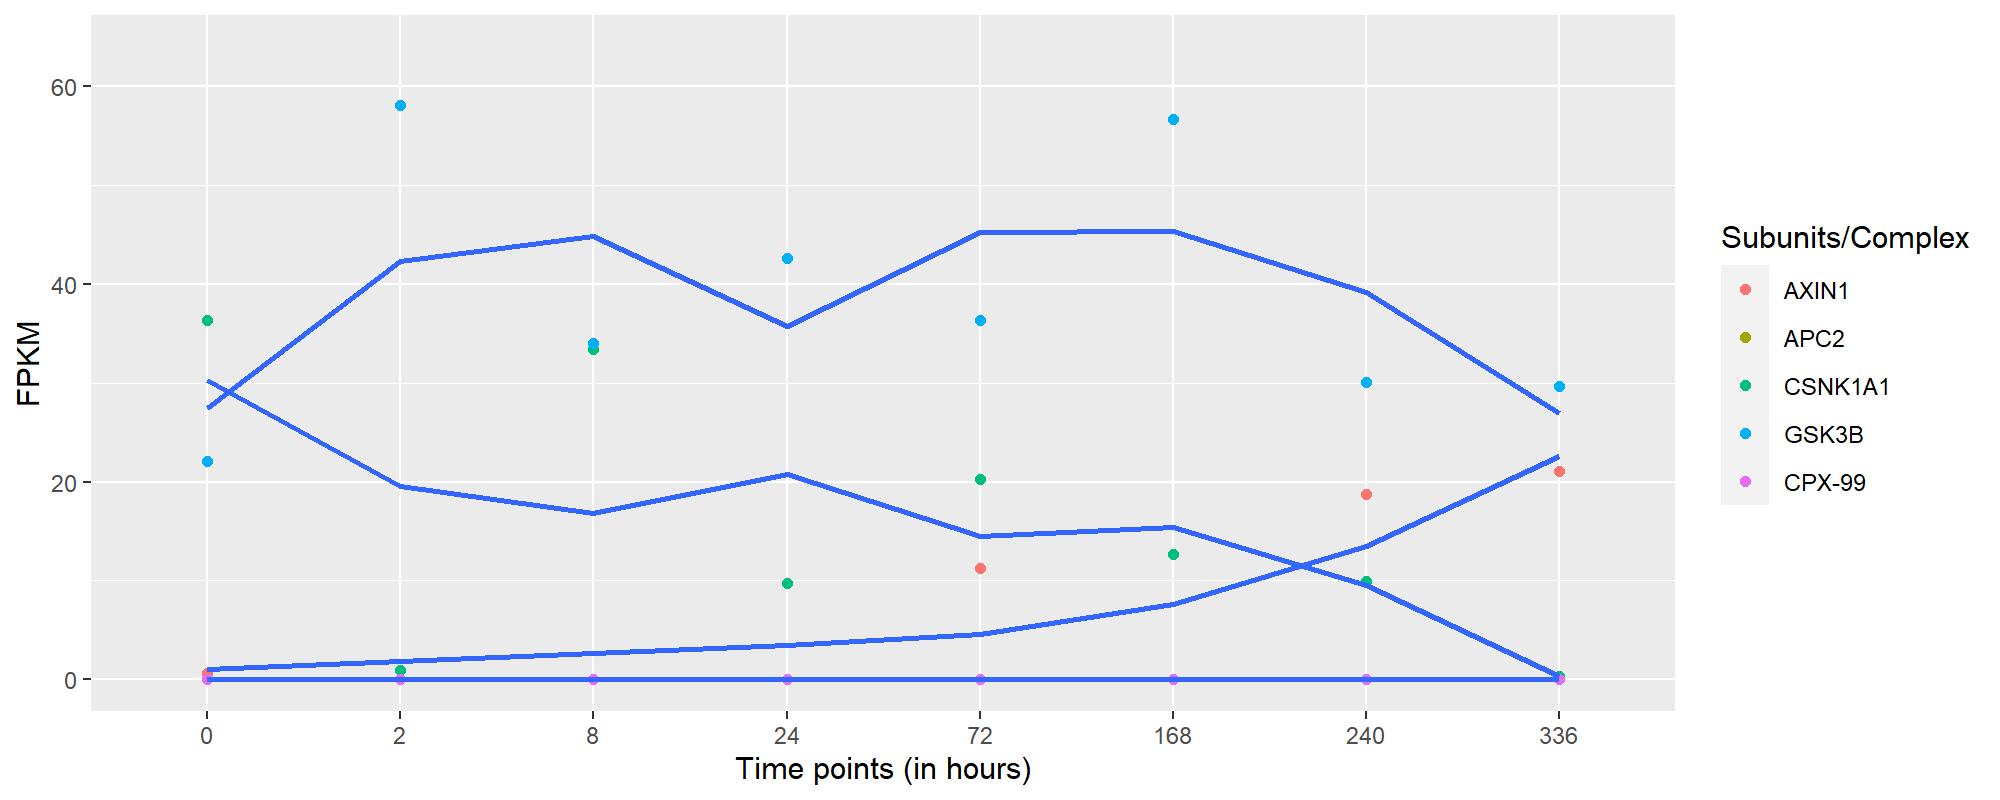 60
40
20
0
FPKM
0 2 8 24 72 168 240 336
Time points (in hours)
Subunits/Complex
AXIN1
APC2
CSNK1A1
GSK3B
CPX-99